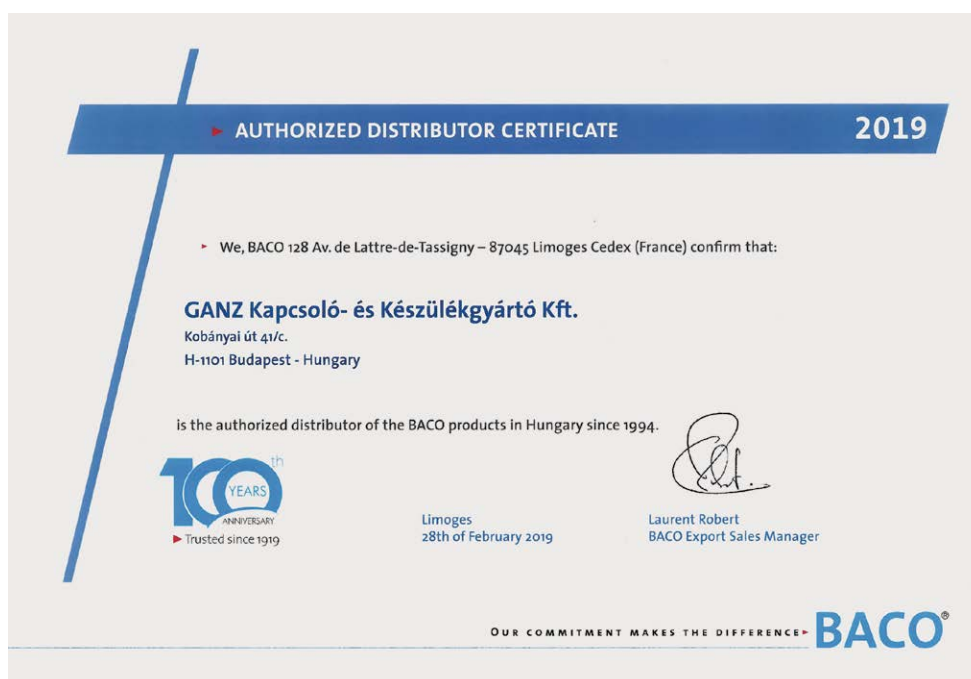 ► AUTHORIZED DISTRIBUTOR CERTIFICATE 2019
► We, BACO 128 Av. de Lattre-de-Tassigny – 87045 Limoges Cedex (France) confirm that:
GANZ Kapcsoló- és Készülékgyártó Kft.
Kobányai út 41/c.
H-1101 Budapest - Hungary
is the authorized distributor of the BACO products in Hungary since 1994.
100th
YEARS
ANNIVERSARY
► Trusted since 1919
Limoges
28th of February 2019
Laurent Robert
BACO Export Sales Manager
OUR COMMITMENT MAKES THE DIFFERENCE► BACO®